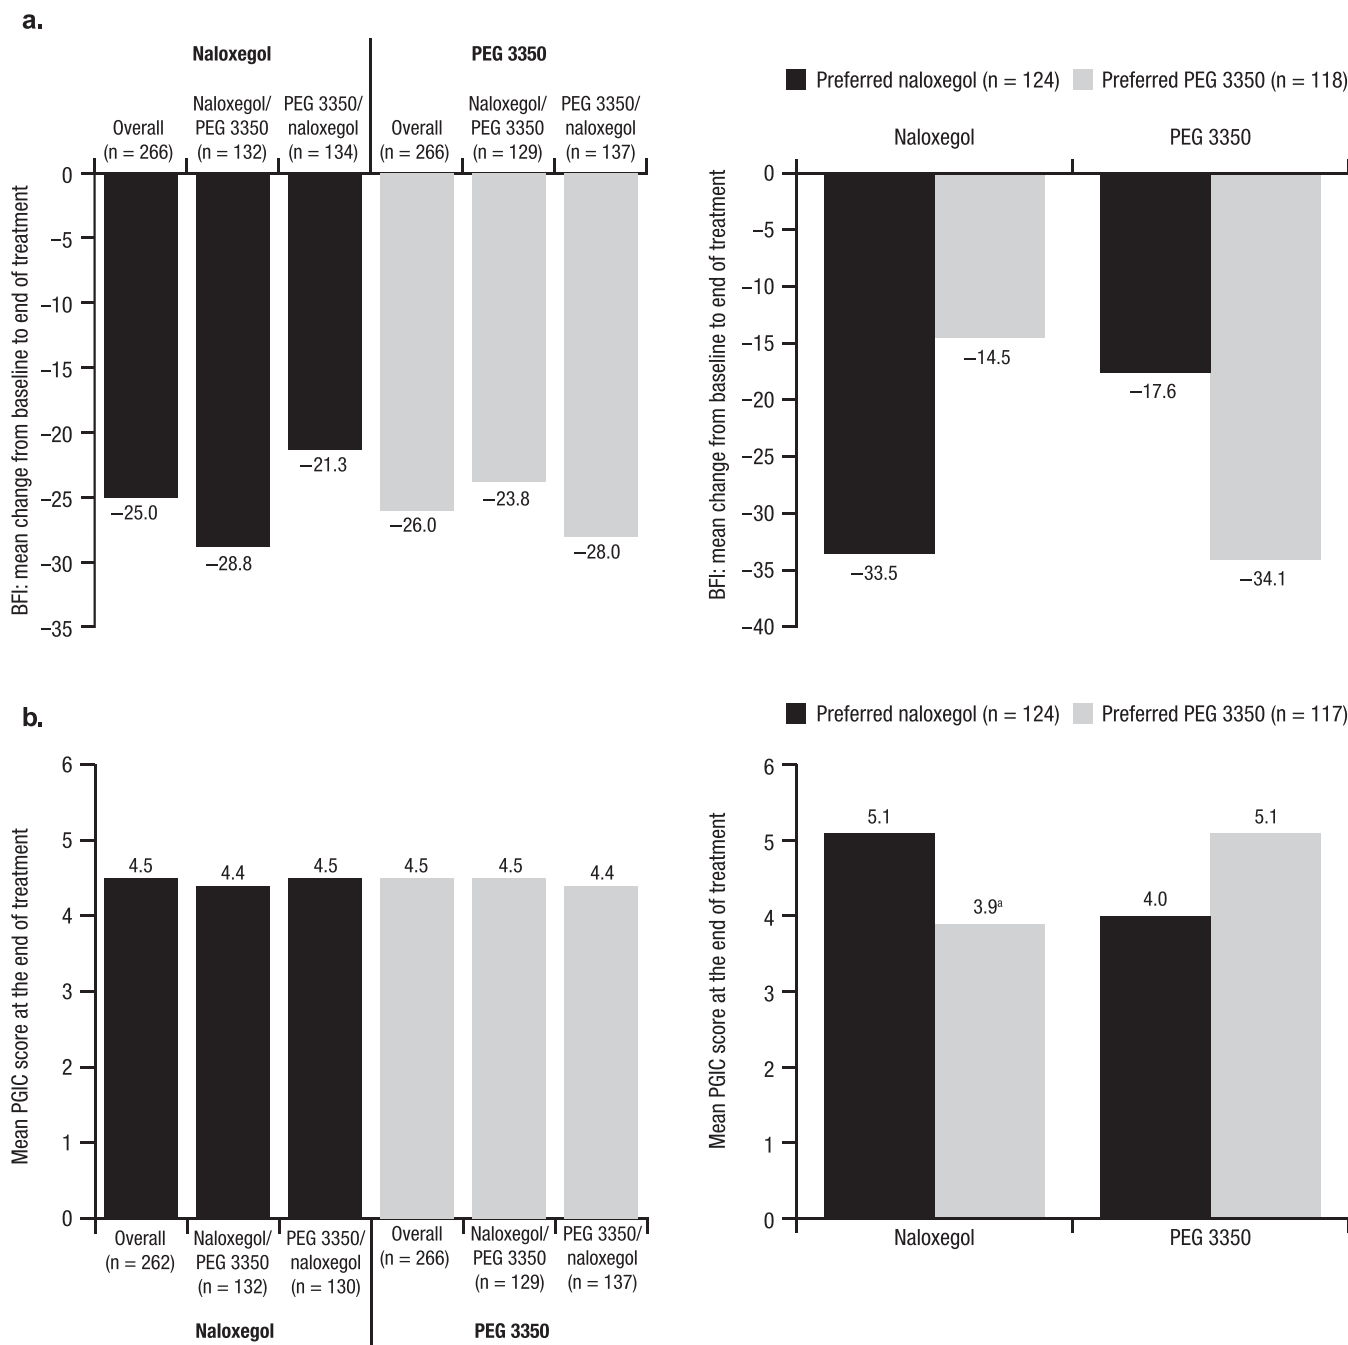 a.
Naloxegol
PEG 3350
Overall
(n = 266)
Naloxegol/
PEG 3350
(n = 132)
PEG 3350/
naloxegol
(n = 134)
Overall
(n = 266)
Naloxegol/
PEG 3350
(n = 129)
PEG 3350/
naloxegol
(n = 137)
BFI: mean change from baseline to end of treatment
0
−5
−10
−15
−20
−25
−30
−35
−25.0
−28.8
−21.3
−26.0
−23.8
−28.0
Preferred naloxegol (n = 124)
Preferred PEG 3350 (n = 118)
Naloxegol
PEG 3350
BFI: mean change from baseline to end of treatment
0
−5
−10
−15
−20
−25
−30
−35
−40
−33.5
−14.5
−17.6
−34.1
b.
Mean PGIC score at the end of treatment
6
5
4
3
2
1
0
4.5
4.4
4.5
4.5
4.5
4.4
Overall
(n = 262)
Naloxegol/
PEG 3350
(n = 132)
PEG 3350/
naloxegol
(n = 130)
Overall
(n = 266)
Naloxegol/
PEG 3350
(n = 129)
PEG 3350/
naloxegol
(n = 137)
Naloxegol
PEG 3350
Preferred naloxegol (n = 124)
Preferred PEG 3350 (n = 117)
Mean PGIC score at the end of treatment
6
5
4
3
2
1
0
5.1
3.9ᵃ
4.0
5.1
Naloxegol
PEG 3350